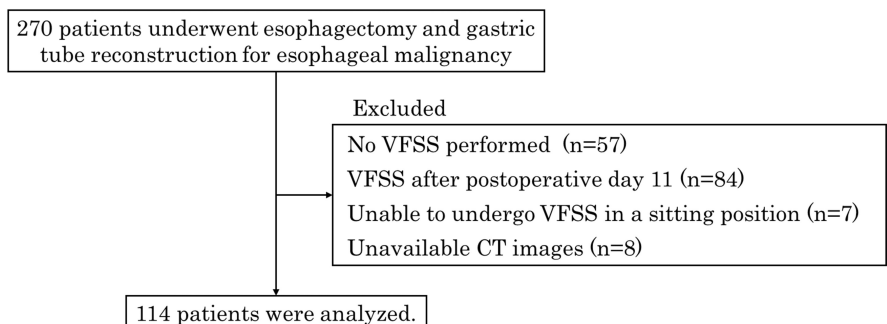 270 patients underwent esophagectomy and gastric
tube reconstruction for esophageal malignancy
Excluded
No VFSS performed (n=57)
VFSS after postoperative day 11 (n=84)
Unable to undergo VFSS in a sitting position (n=7)
Unavailable CT images (n=8)
114 patients were analyzed.